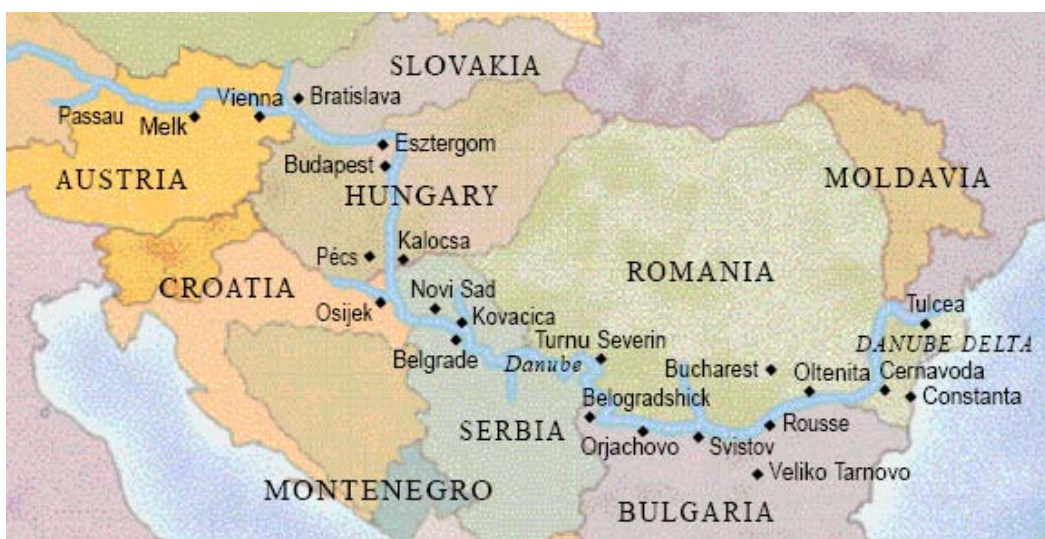 SLOVAKIA
Vienna
Bratislava
Passau
Melk
Esztergom
Budapest
AUSTRIA
HUNGARY
MOLDAVIA
Kalocsa
Pécs
ROMANIA
CROATIA
Novi Sad
Osijek
Kovacica
Tulcea
Belgrade
Turnu Severin
DANUBE DELTA
Danube
Bucharest
Oltenita
Cernavoda
Constanta
Belogradshick
SERBIA
Orjachovo
Svistov
Rousse
Veliko Tarnovo
MONTENEGRO
BULGARIA